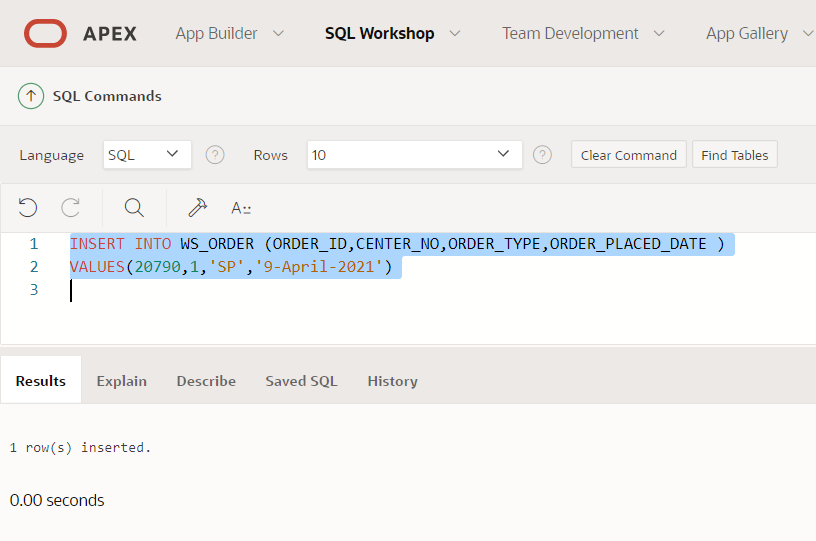 APEX App Builder SQL Workshop Team Development App Gallery
SQL Commands
Language SQL ? Rows 10 ? Clear Command Find Tables
A::
1 INSERT INTO WS_ORDER (ORDER_ID,CENTER_NO,ORDER_TYPE,ORDER_PLACED_DATE )
2 VALUES(20790,1,'SP','9-April-2021')
3
Results Explain Describe Saved SQL History
1 row(s) inserted.
0.00 seconds